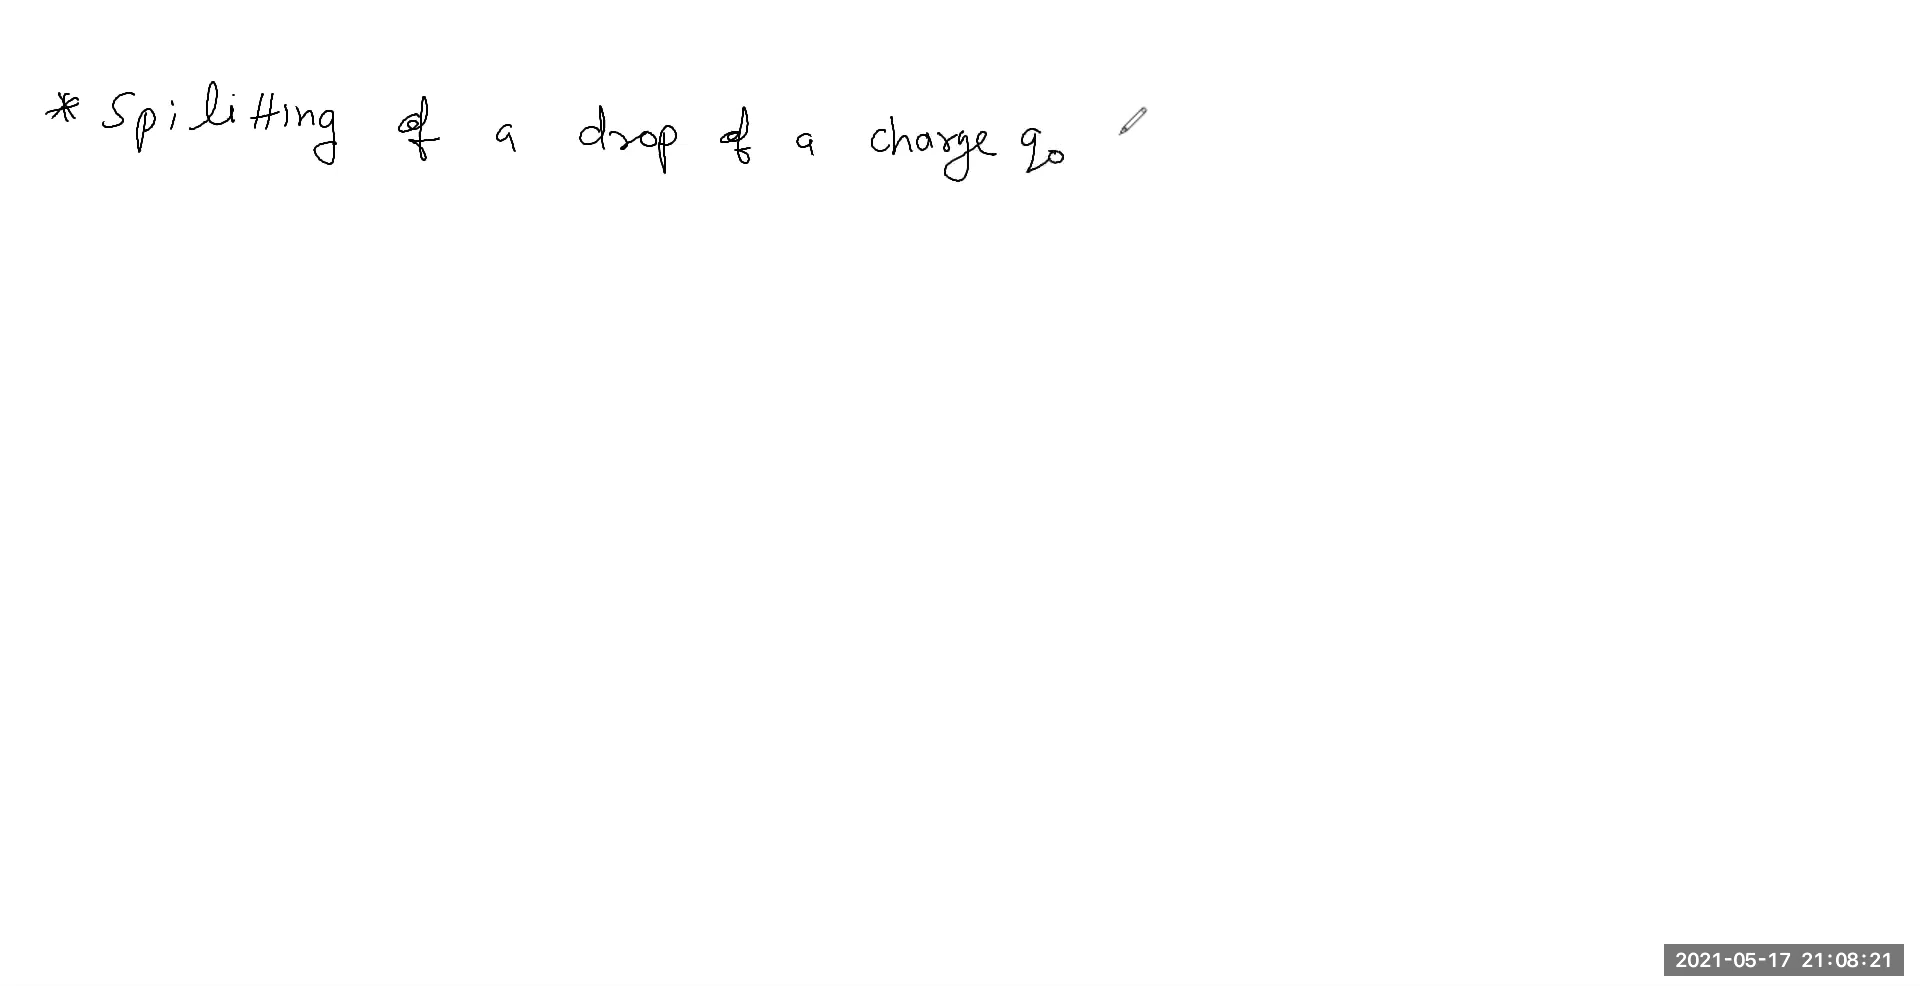 * Spilitting of a drop of a charge q₀
2021-05-17 21:08:21